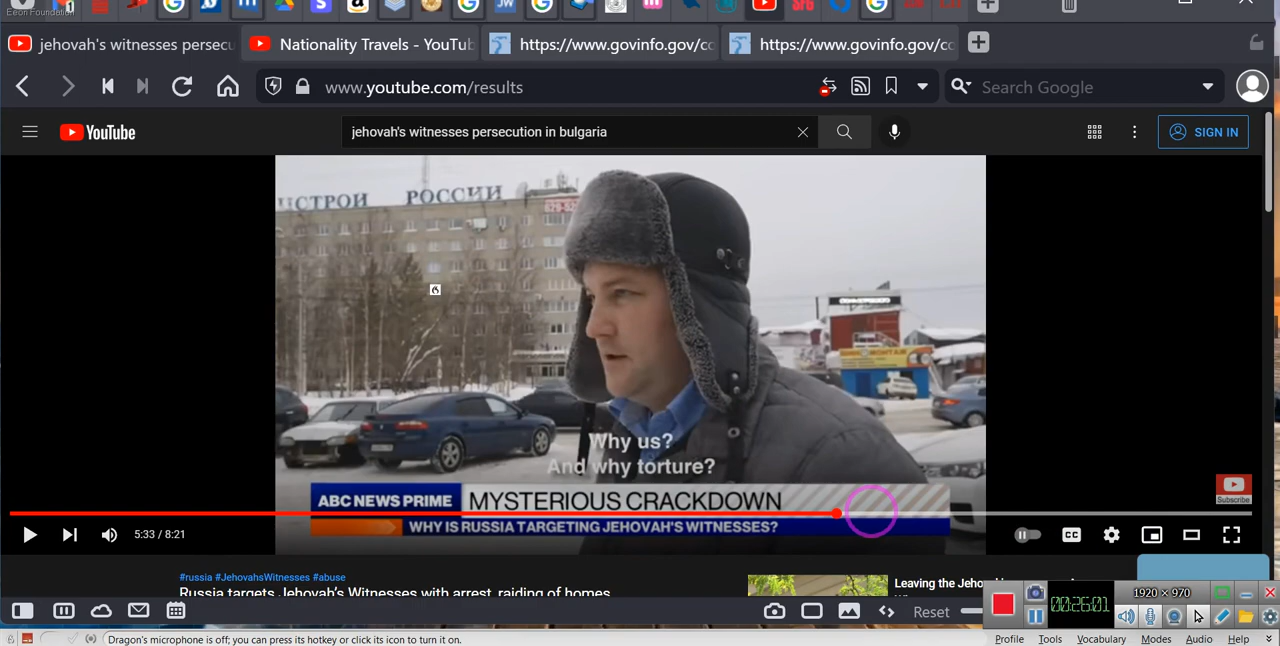 Eeon Foundation
jehovah's witnesses persecu
Nationality Travels - YouTub
https://www.govinfo.gov/cc
https://www.govinfo.gov/cc
www.youtube.com/results
Search Google
YouTube
jehovah's witnesses persecution in bulgaria
SIGN IN
СТРОИ РОССИИ
Why us?
And why torture?
ABC NEWS PRIME
MYSTERIOUS CRACKDOWN
WHY IS RUSSIA TARGETING JEHOVAH'S WITNESSES?
Subscribe
5:33 / 8:21
CC
#russia #JehovahsWitnesses #abuse
Russia targets Jehovah's Witnesses with arrest, raiding of homes
Leaving the Jeho
Reset
00:26:01
1920 × 970
Dragon's microphone is off; you can press its hotkey or click its icon to turn it on.
Profile Tools Vocabulary Modes Audio Help